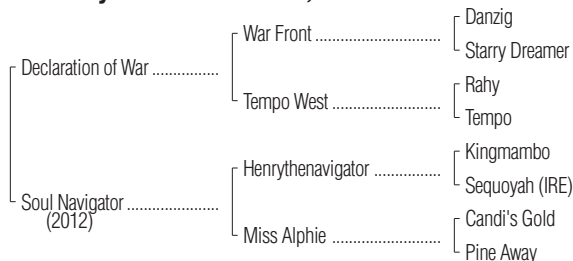 Danzig
War Front ....................................
Starry Dreamer
Declaration of War ................
Rahy
Tempo West ................................
Tempo
Kingmambo
Henrythenavigator ....................
Sequoyah (IRE)
Soul Navigator ......................
(2012)
Candi's Gold
Miss Alphie ................................
Pine Away